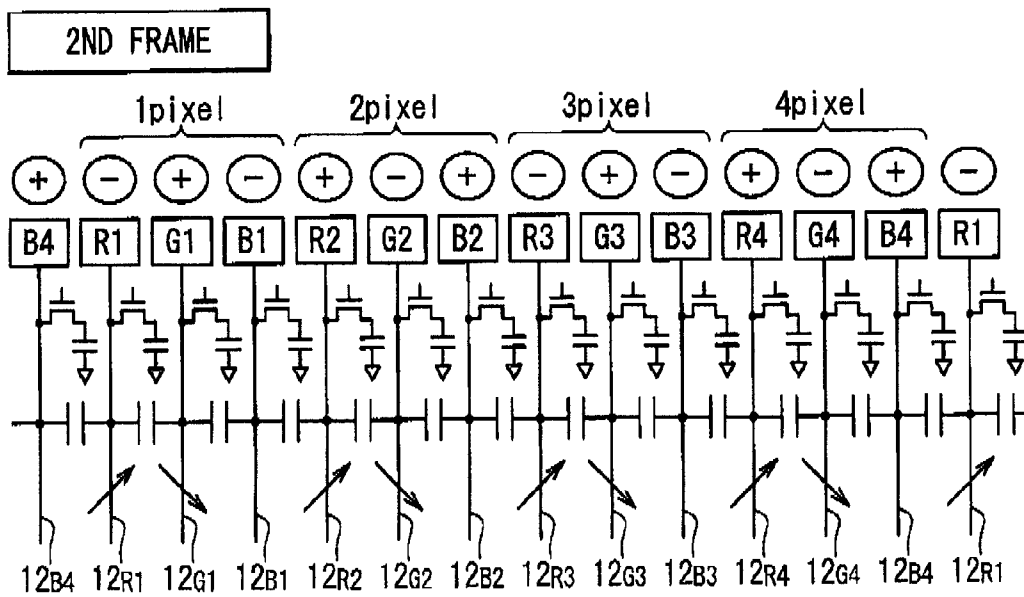 2ND FRAME
1pixel 2pixel 3pixel 4pixel
+ − + − + − + − + − + − + −
B4 R1 G1 B1 R2 G2 B2 R3 G3 B3 R4 G4 B4 R1
12B4 12R1 12G1 12B1 12R2 12G2 12B2 12R3 12G3 12B3 12R4 12G4 12B4 12R1